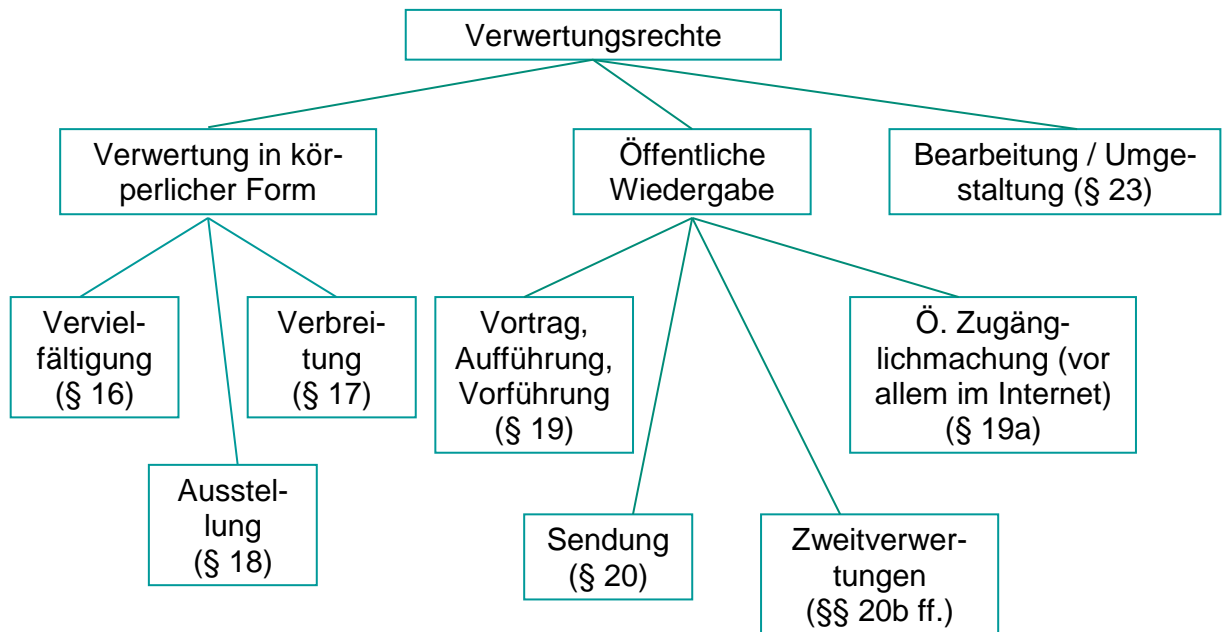 Verwertungsrechte
Verwertung in kör-
perlicher Form
Öffentliche
Wiedergabe
Bearbeitung / Umge-
staltung (§ 23)
Verviel-
fältigung
(§ 16)
Verbrei-
tung
(§ 17)
Vortrag,
Aufführung,
Vorführung
(§ 19)
Ö. Zugäng-
lichmachung (vor
allem im Internet)
(§ 19a)
Ausstel-
lung
(§ 18)
Sendung
(§ 20)
Zweitverwer-
tungen
(§§ 20b ff.)